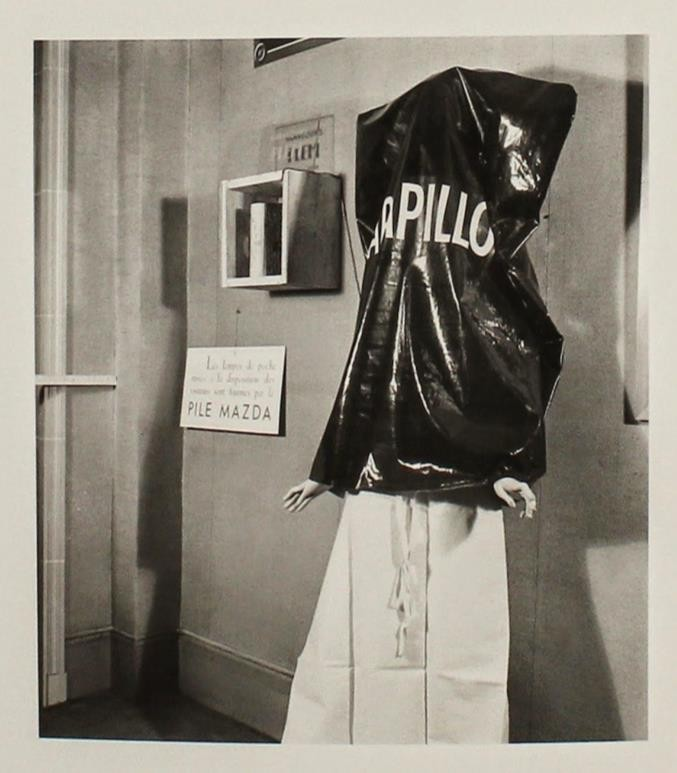 APILLO
Les lampes de poche
mises à la disposition des
visiteurs sont fournies par la
PILE MAZDA